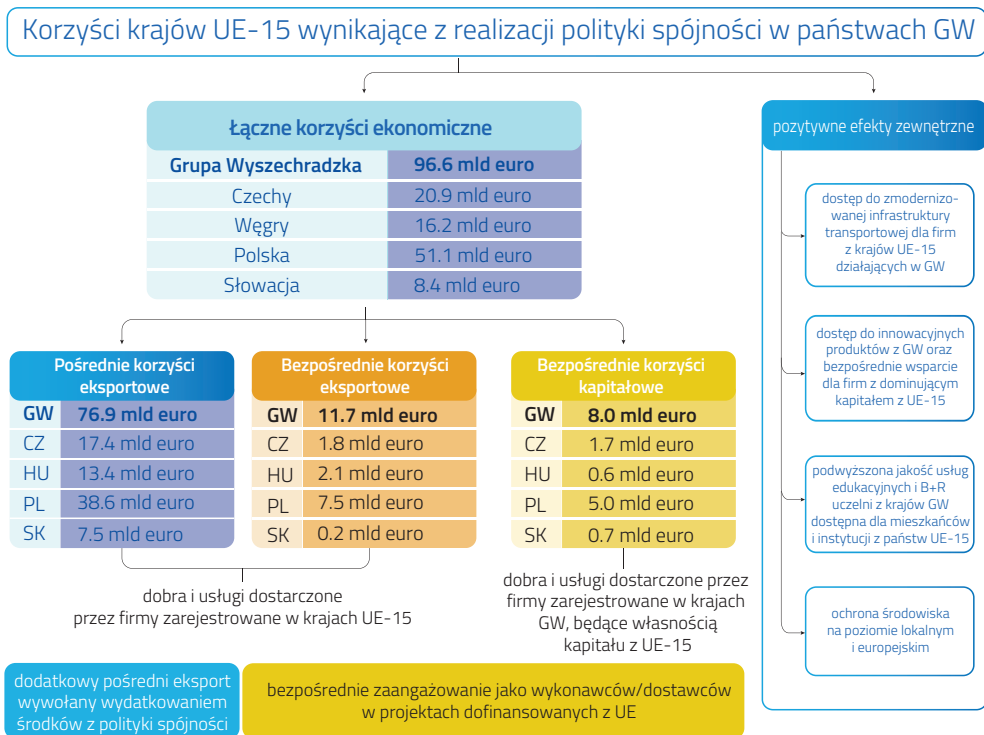 Korzyści krajów UE-15 wynikające z realizacji polityki spójności w państwach GW
Łączne korzyści ekonomiczne
Grupa Wyszechradzka 96.6 mld euro
Czechy 20.9 mld euro
Węgry 16.2 mld euro
Polska 51.1 mld euro
Słowacja 8.4 mld euro
Pośrednie korzyści
eksportowe
GW 76.9 mld euro
CZ 17.4 mld euro
HU 13.4 mld euro
PL 38.6 mld euro
SK 7.5 mld euro
Bezpośrednie korzyści
eksportowe
GW 11.7 mld euro
CZ 1.8 mld euro
HU 2.1 mld euro
PL 7.5 mld euro
SK 0.2 mld euro
dobra i usługi dostarczone
przez firmy zarejestrowane w krajach UE-15
Bezpośrednie korzyści
kapitałowe
GW 8.0 mld euro
CZ 1.7 mld euro
HU 0.6 mld euro
PL 5.0 mld euro
SK 0.7 mld euro
dobra i usługi dostarczone przez
firmy zarejestrowane w krajach
GW, będące własnością
kapitału z UE-15
dodatkowy pośredni eksport
wywołany wydatkowaniem
środków z polityki spójności
bezpośrednie zaangażowanie jako wykonawców/dostawców
w projektach dofinansowanych z UE
pozytywne efekty zewnętrzne
dostęp do zmodernizo-
wanej infrastruktury
transportowej dla firm
z krajów UE-15
działających w GW
dostęp do innowacyjnych
produktów z GW oraz
bezpośrednie wsparcie
dla firm z dominującym
kapitałem z UE-15
podwyższona jakość usług
edukacyjnych i B+R
uczelni z krajów GW
dostępna dla mieszkańców
i instytucji z państw UE-15
ochrona środowiska
na poziomie lokalnym
i europejskim